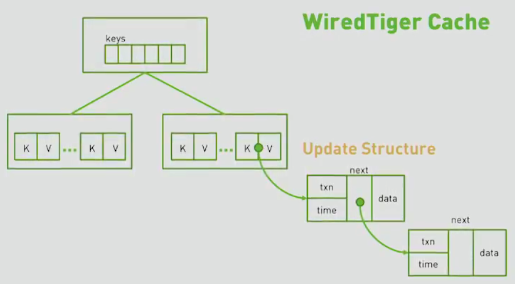 WiredTiger Cache
keys
K V ... K V
K V ... K V
Update Structure
next
txn
time
data
next
txn
time
data